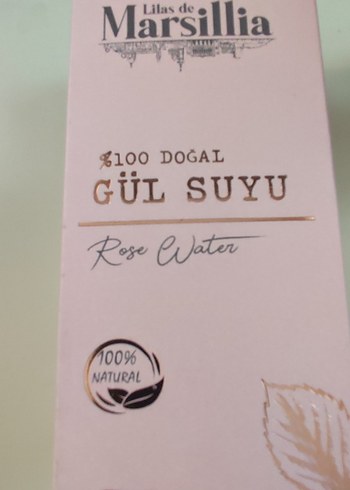 Lilas de
Marsillia
%100 DOĞAL
GÜL SUYU
Rose Water
100%
NATURAL